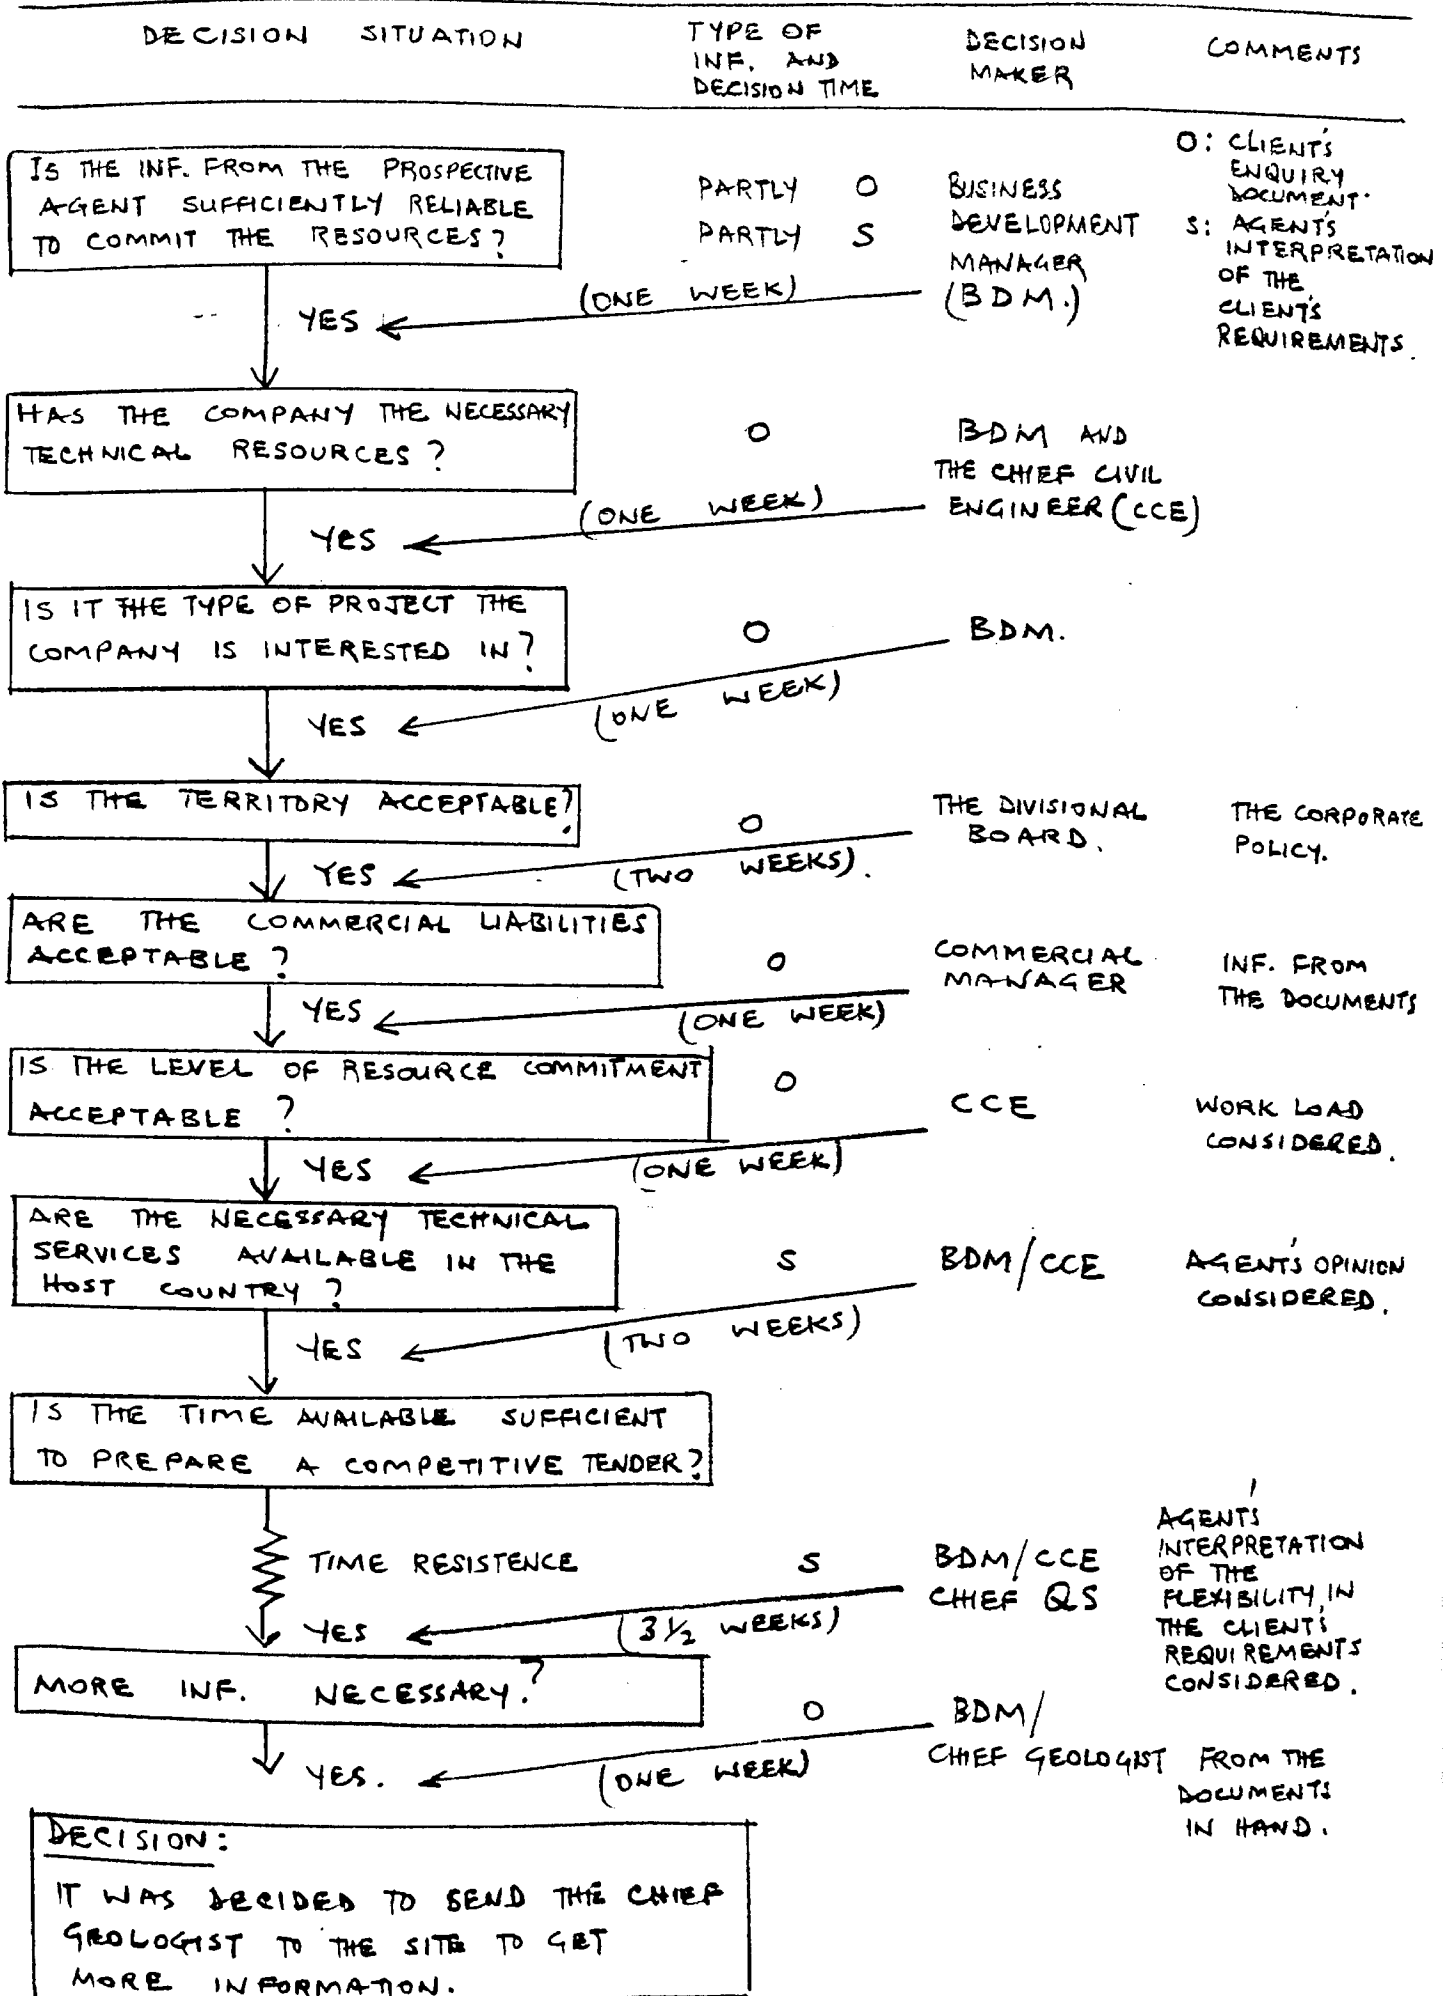 DECISION SITUATION
TYPE OF
INF. AND
DECISION TIME
DECISION
MAKER
COMMENTS
IS THE INF. FROM THE PROSPECTIVE
AGENT SUFFICIENTLY RELIABLE
TO COMMIT THE RESOURCES?
PARTLY O
PARTLY S
BUSINESS
DEVELOPMENT
MANAGER
(BDM.)
O: CLIENT'S
ENQUIRY
DOCUMENT.
S: AGENT'S
INTERPRETATION
OF THE
CLIENT'S
REQUIREMENTS.
(ONE WEEK)
YES
HAS THE COMPANY THE NECESSARY
TECHNICAL RESOURCES?
O
BDM AND
THE CHIEF CIVIL
ENGINEER (CCE)
(ONE WEEK)
YES
IS IT THE TYPE OF PROJECT THE
COMPANY IS INTERESTED IN?
O
BDM.
(ONE WEEK)
YES
IS THE TERRITORY ACCEPTABLE?
O
THE DIVISIONAL
BOARD.
THE CORPORATE
POLICY.
YES
(TWO WEEKS).
ARE THE COMMERCIAL LIABILITIES
ACCEPTABLE?
O
COMMERCIAL
MANAGER
INF. FROM
THE DOCUMENTS
YES
(ONE WEEK)
IS THE LEVEL OF RESOURCE COMMITMENT
ACCEPTABLE?
O
CCE
WORK LOAD
CONSIDERED.
YES
(ONE WEEK)
ARE THE NECESSARY TECHNICAL
SERVICES AVAILABLE IN THE
HOST COUNTRY?
S
BDM/CCE
AGENT'S OPINION
CONSIDERED.
YES
(TWO WEEKS)
IS THE TIME AVAILABLE SUFFICIENT
TO PREPARE A COMPETITIVE TENDER?
TIME RESISTENCE
S
BDM/CCE
CHIEF QS
AGENT'S
INTERPRETATION
OF THE
FLEXIBILITY, IN
THE CLIENT'S
REQUIREMENTS
CONSIDERED.
YES
(3 1/2 WEEKS)
MORE INF. NECESSARY.?
O
BDM/
CHIEF GEOLOGIST
FROM THE
DOCUMENTS
IN HAND.
YES.
(ONE WEEK)
DECISION:
IT WAS DECIDED TO SEND THE CHIEF
GEOLOGIST TO THE SITE TO GET
MORE INFORMATION.